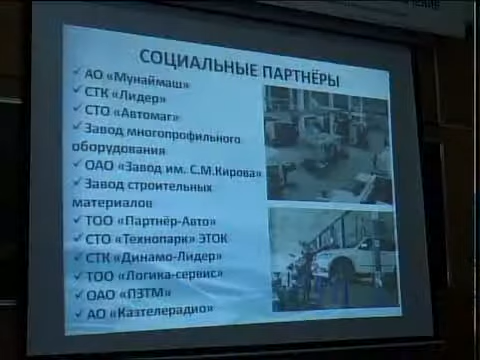 СОЦИАЛЬНЫЕ ПАРТНЁРЫ
✓ АО «Мунаймаш»
✓ СТК «Лидер»
✓ СТО «Автомаг»
✓ Завод многопрофильного
оборудования
✓ ОАО «Завод им. С.М.Кирова»
✓ Завод строительных
материалов
✓ ТОО «Партнёр-Авто»
✓ СТО «Технопарк» ЭТОК
✓ СТК «Динамо-Лидер»
✓ ТОО «Логика-сервис»
✓ ОАО «ПЗТМ»
✓ АО «Казтелерадио»